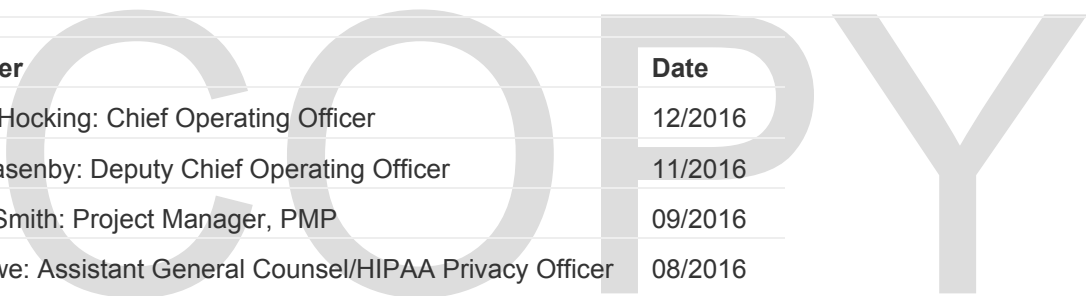 COPY
er Date
Hocking: Chief Operating Officer 12/2016
asenby: Deputy Chief Operating Officer 11/2016
Smith: Project Manager, PMP 09/2016
we: Assistant General Counsel/HIPAA Privacy Officer 08/2016